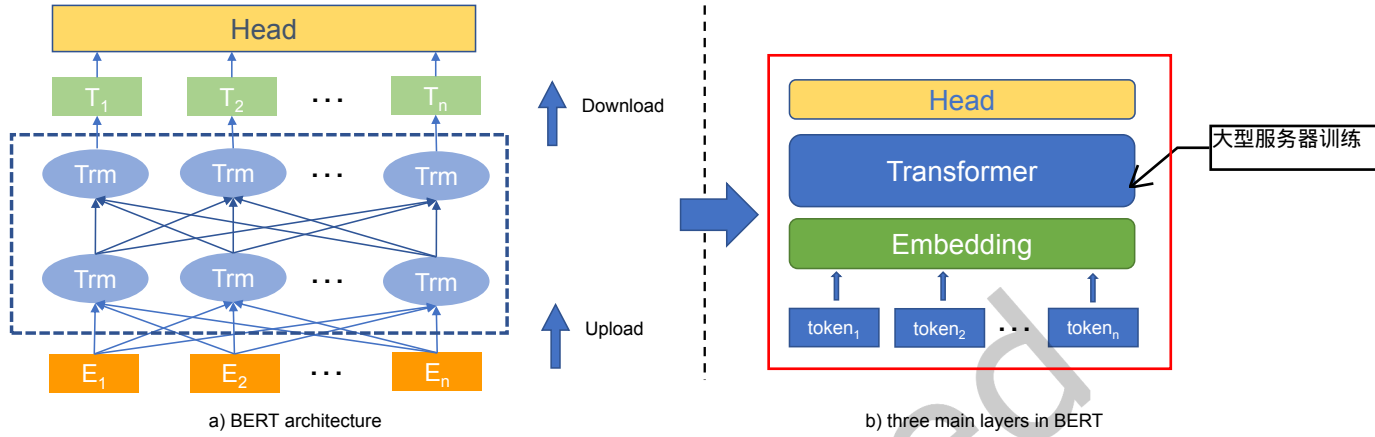 Head
T1 T2 ... Tn
Download
Trm Trm ... Trm
Trm Trm ... Trm
Upload
E1 E2 ... En
a) BERT architecture
Head
Transformer
大型服务器训练
Embedding
token1 token2 ... tokenn
b) three main layers in BERT